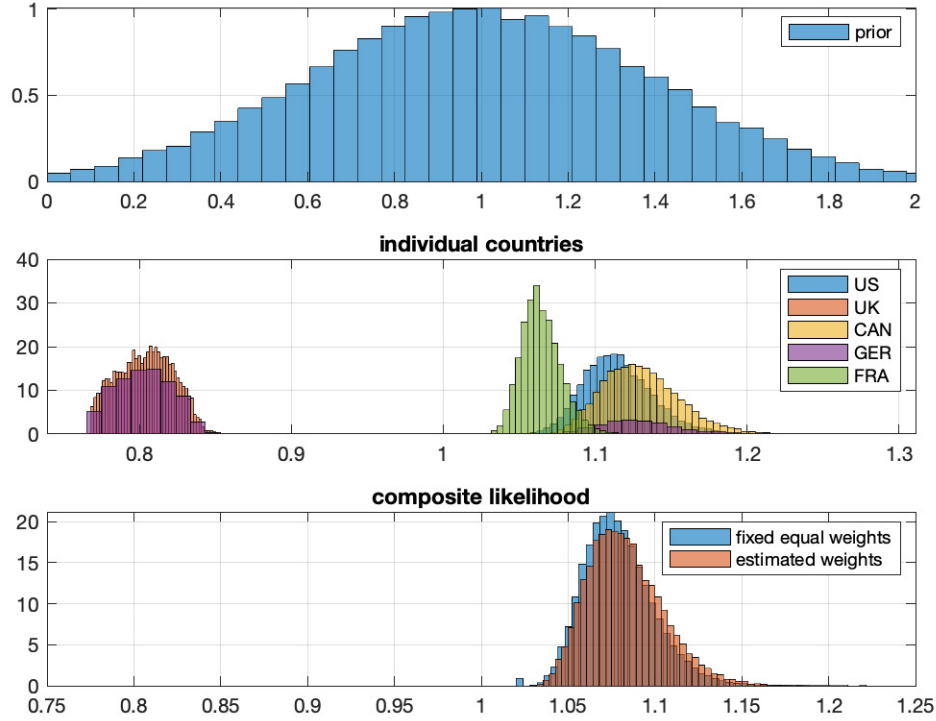 1
0.5
0
prior
0 0.2 0.4 0.6 0.8 1 1.2 1.4 1.6 1.8 2
individual countries
40
30
20
10
0
US
UK
CAN
GER
FRA
0.8 0.9 1 1.1 1.2 1.3
composite likelihood
20
15
10
5
0
fixed equal weights
estimated weights
0.75 0.8 0.85 0.9 0.95 1 1.05 1.1 1.15 1.2 1.25